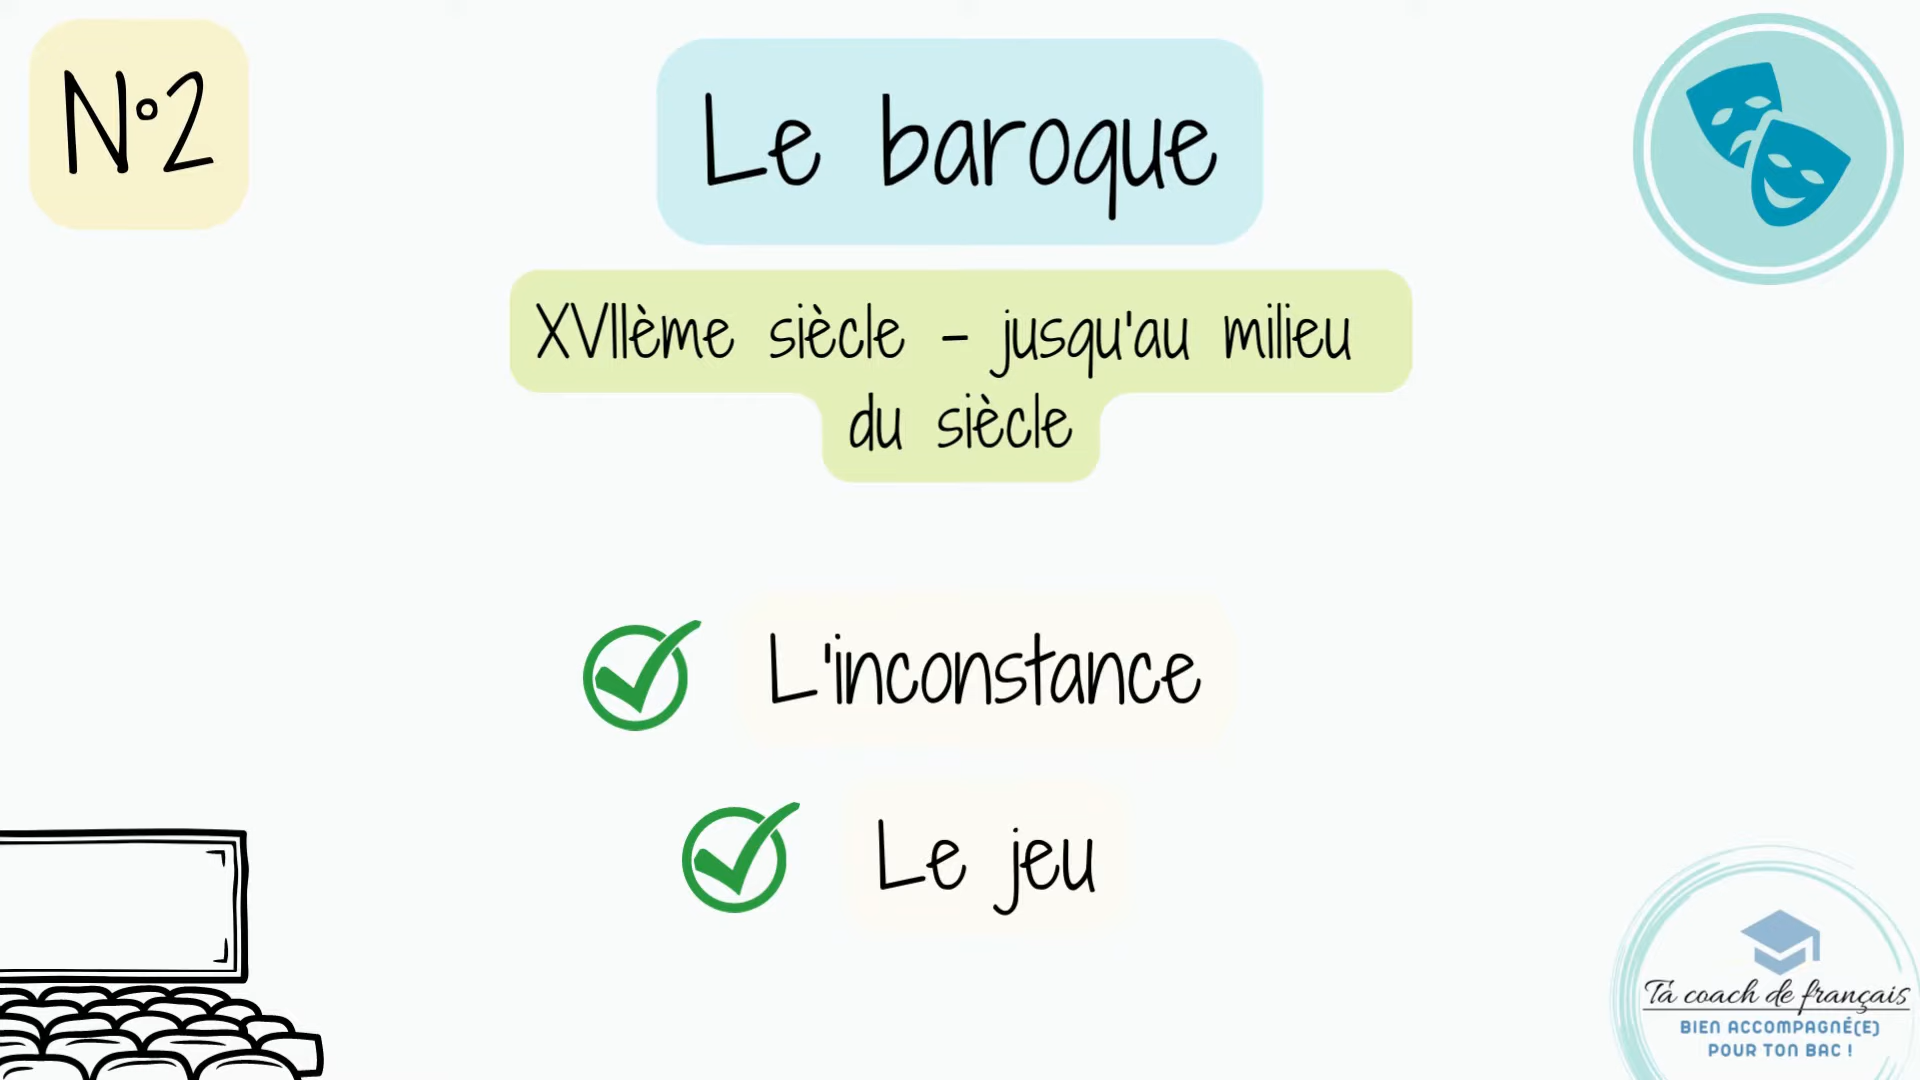 N°2
Le baroque
XVIIème siècle - jusqu'au milieu
du siècle
L'inconstance
Le jeu
Ta coach de français
BIEN ACCOMPAGNÉ(E)
POUR TON BAC !